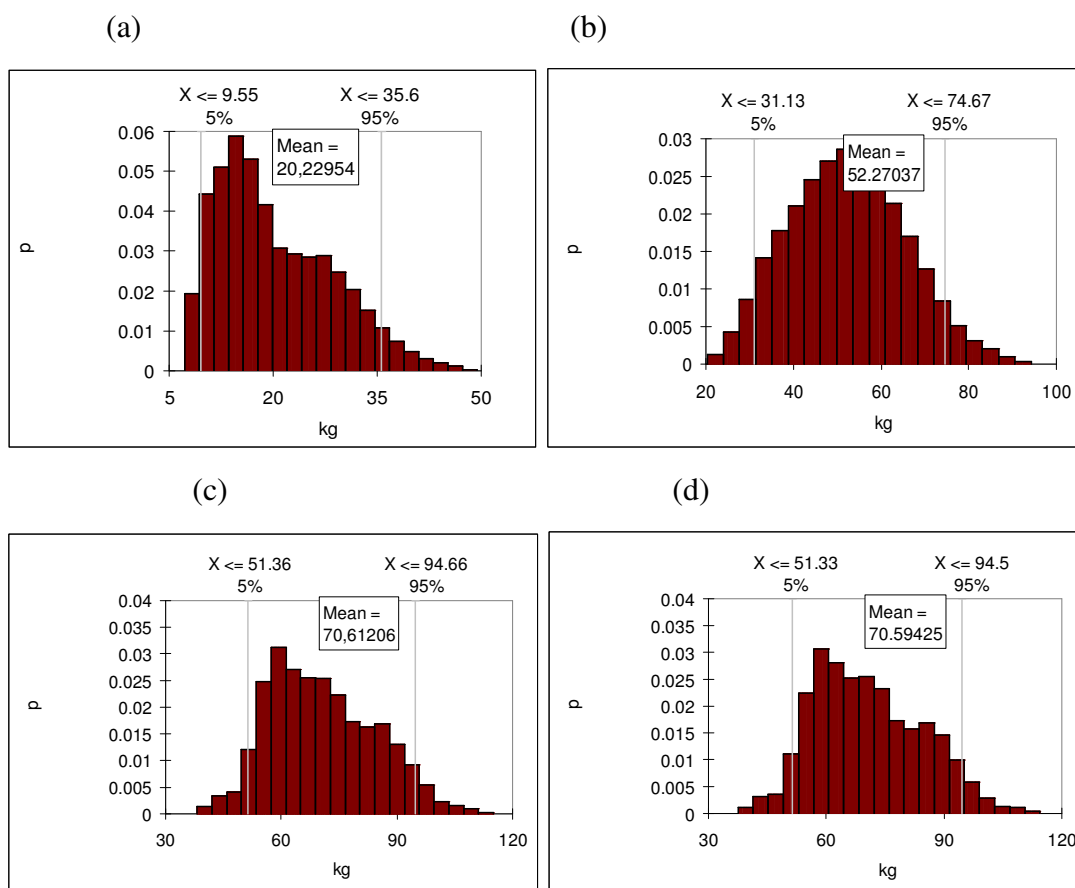 (a)
X <= 9.55
5%
X <= 35.6
95%
Mean =
20,22954
0.06
0.05
0.04
0.03
0.02
0.01
0
p
5
20
35
50
kg
(b)
X <= 31.13
5%
X <= 74.67
95%
Mean =
52.27037
0.03
0.025
0.02
0.015
0.01
0.005
0
p
20
40
60
80
100
kg
(c)
X <= 51.36
5%
X <= 94.66
95%
Mean =
70,61206
0.04
0.035
0.03
0.025
0.02
0.015
0.01
0.005
0
p
30
60
90
120
kg
(d)
X <= 51.33
5%
X <= 94.5
95%
Mean =
70.59425
0.04
0.035
0.03
0.025
0.02
0.015
0.01
0.005
0
p
30
60
90
120
kg